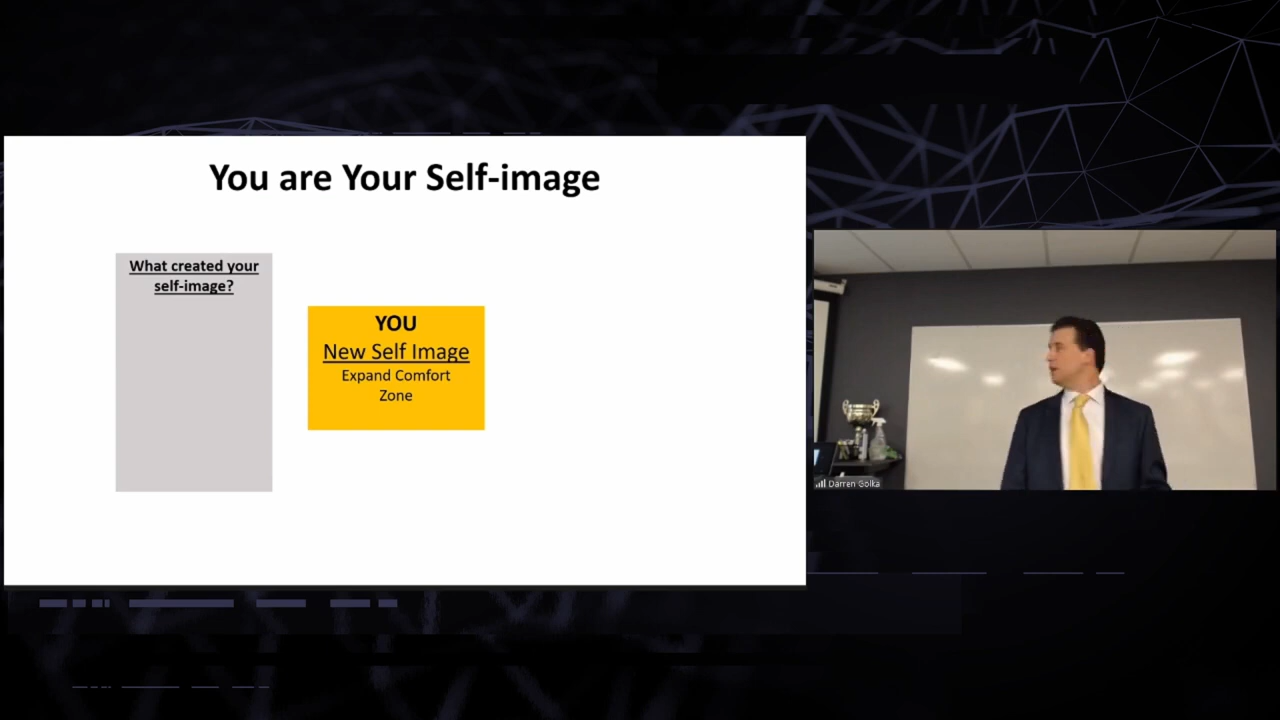 You are Your Self-image
What created your
self-image?
YOU
New Self Image
Expand Comfort
Zone
Darren Golka